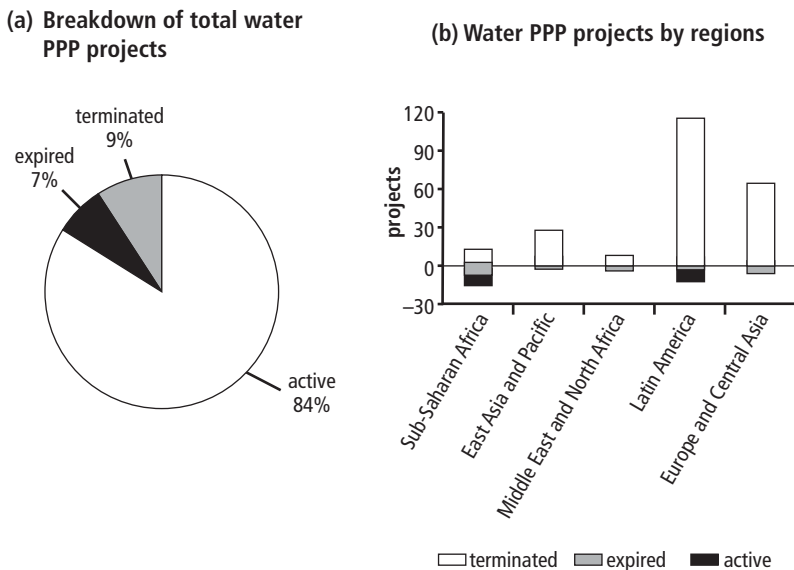 (a) Breakdown of total water
PPP projects
terminated
9%
expired
7%
active
84%
(b) Water PPP projects by regions
projects
120
90
60
30
0
–30
Sub-Saharan Africa
East Asia and Pacific
Middle East and North Africa
Latin America
Europe and Central Asia
terminated expired active